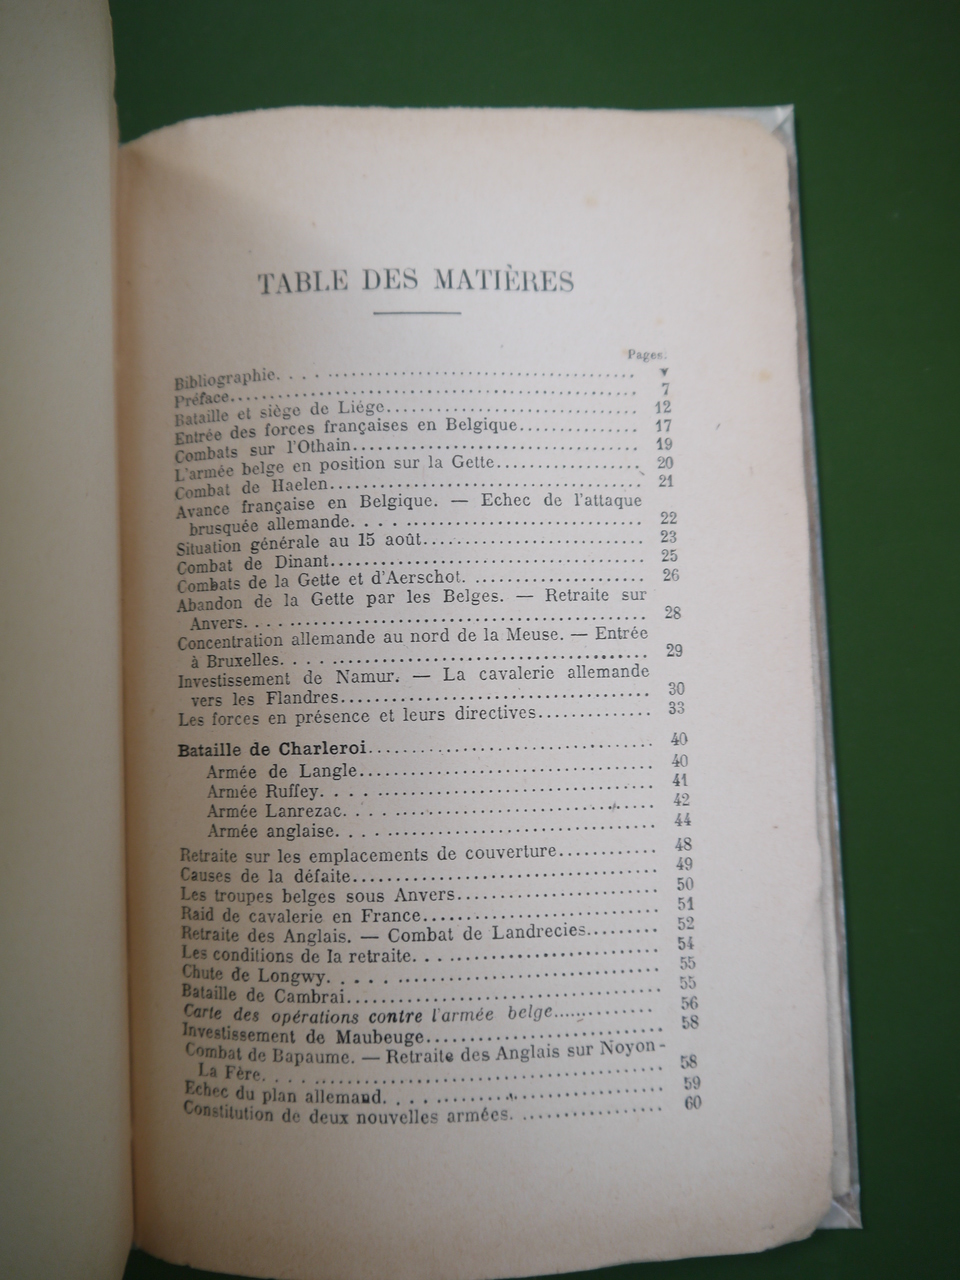 TABLE DES MATIÈRES
Pages.
Bibliographie. . . . ........................................ v
Préface.................................................... 7
Bataille et siège de Liége................................ 12
Entrée des forces françaises en Belgique............... 17
Combats sur l'Othain..................................... 19
L'armée belge en position sur la Gette................... 20
Combat de Haelen......................................... 21
Avance française en Belgique. — Echec de l'attaque
brusquée allemande. . . . ............................... 22
Situation générale au 15 août............................ 23
Combat de Dinant......................................... 25
Combats de la Gette et d'Aerschot. ...................... 26
Abandon de la Gette par les Belges. — Retraite sur
Anvers. . . . ........................................... 28
Concentration allemande au nord de la Meuse. — Entrée
à Bruxelles. . . . ...................................... 29
Investissement de Namur. — La cavalerie allemande
vers les Flandres........................................ 30
Les forces en présence et leurs directives.............. 33
Bataille de Charleroi.................................... 40
Armée de Langle.......................................... 40
Armée Ruffey. . . . ..................................... 41
Armée Lanrezac. . . . ................................... 42
Armée anglaise. . . . ................................... 44
Retraite sur les emplacements de couverture............ 48
Causes de la défaite..................................... 49
Les troupes belges sous Anvers........................... 50
Raid de cavalerie en France.............................. 51
Retraite des Anglais. — Combat de Landrecies......... 52
Les conditions de la retraite. . . ...................... 54
Chute de Longwy. . . . .................................. 55
Bataille de Cambrai...................................... 55
Carte des opérations contre l'armée belge............... 56
Investissement de Maubeuge............................... 58
Combat de Bapaume. — Retraite des Anglais sur Noyon-
La Fère. . . . .......................................... 58
Echec du plan allemand. . . . ........................... 59
Constitution de deux nouvelles armées. ................. 60